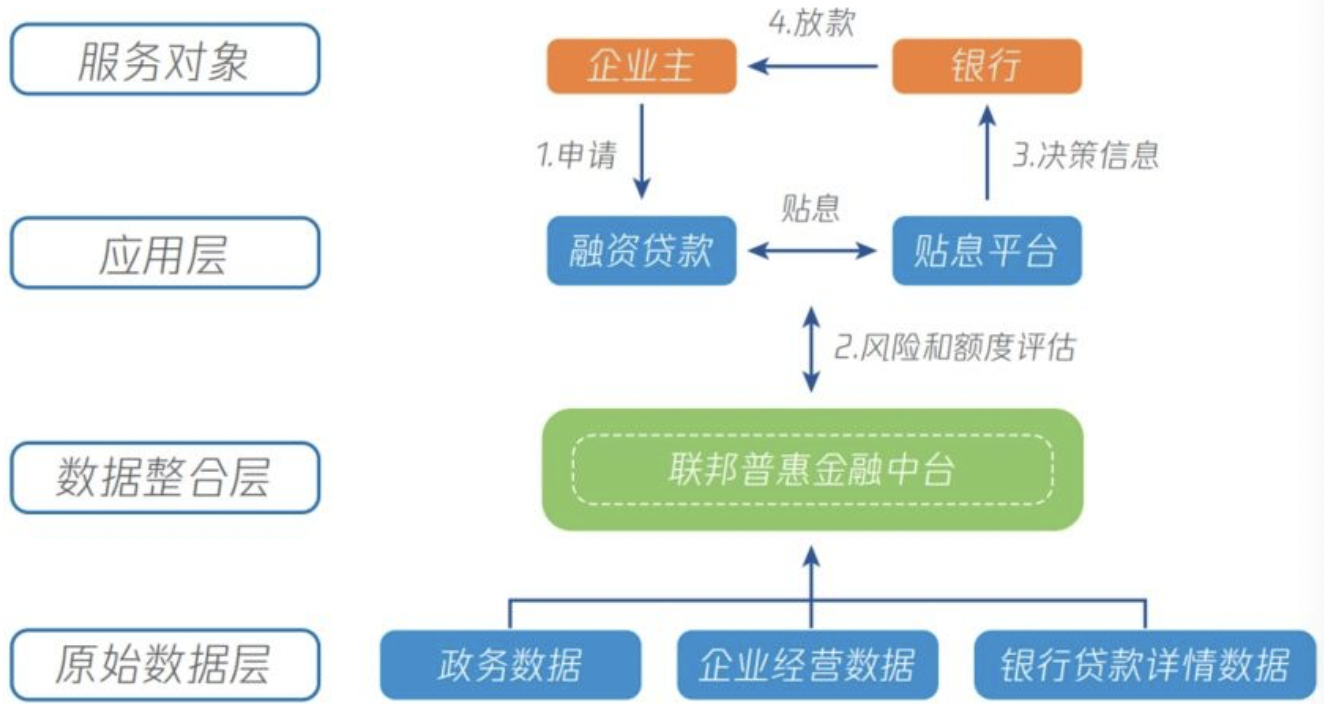 服务对象
企业主
4.放款
银行
1.申请
3.决策信息
应用层
融资贷款
贴息
贴息平台
2.风险和额度评估
数据整合层
联邦普惠金融中台
原始数据层
政务数据
企业经营数据
银行贷款详情数据